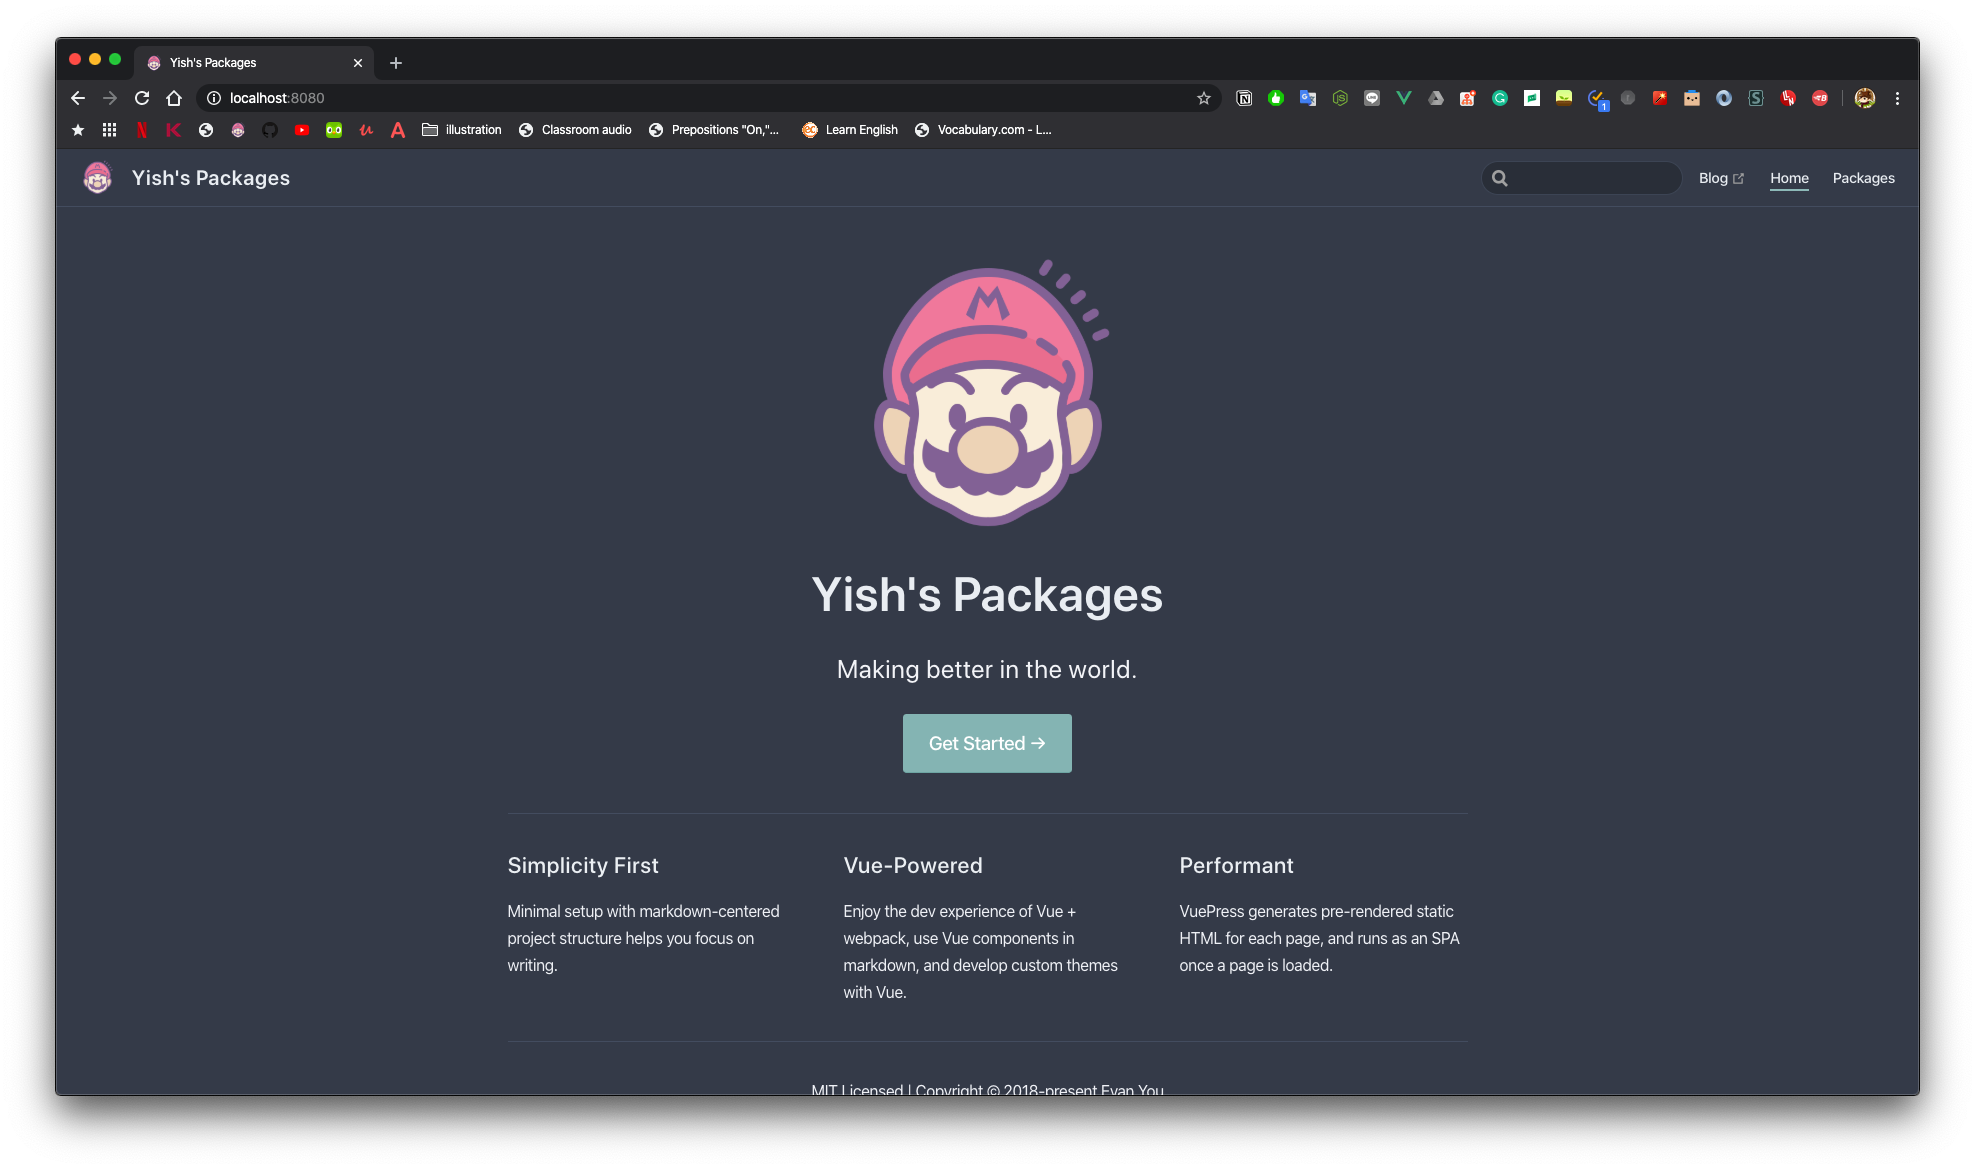 Yish's Packages
localhost:8080
illustration
Classroom audio
Prepositions "On,"...
Learn English
Vocabulary.com - L...
Yish's Packages
Blog
Home
Packages
M
Yish's Packages
Making better in the world.
Get Started →
Simplicity First
Minimal setup with markdown-centered
project structure helps you focus on
writing.
Vue-Powered
Enjoy the dev experience of Vue +
webpack, use Vue components in
markdown, and develop custom themes
with Vue.
Performant
VuePress generates pre-rendered static
HTML for each page, and runs as an SPA
once a page is loaded.
MIT Licensed | Copyright © 2018-present Evan You